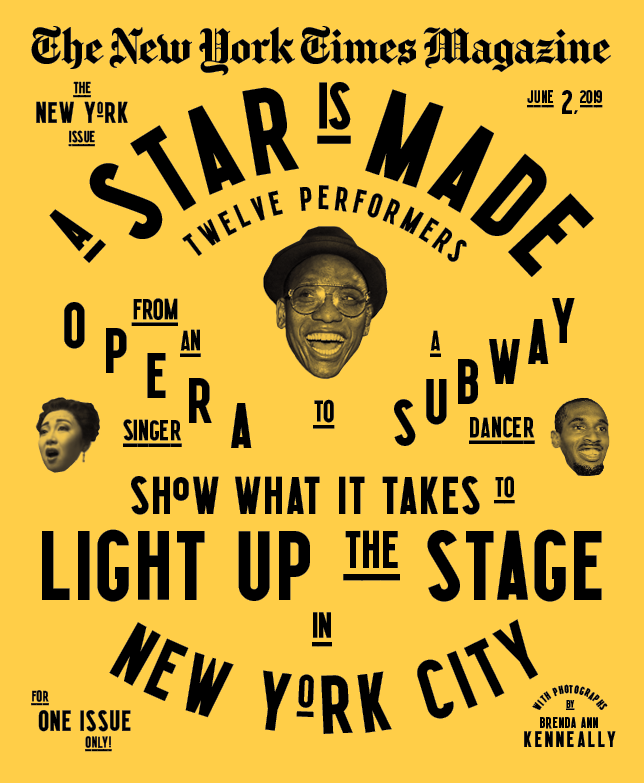 The New York Times Magazine
THE
NEW YORK
ISSUE
JUNE 2, 2019
A STAR IS MADE
TWELVE PERFORMERS
FROM
AN
OPERA
SINGER
TO
A
SUBWAY
DANCER
SHOW WHAT IT TAKES TO
LIGHT UP THE STAGE
IN
NEW YORK CITY
FOR
ONE ISSUE
ONLY!
WITH PHOTOGRAPHS
BY
BRENDA ANN
KENNEALLY